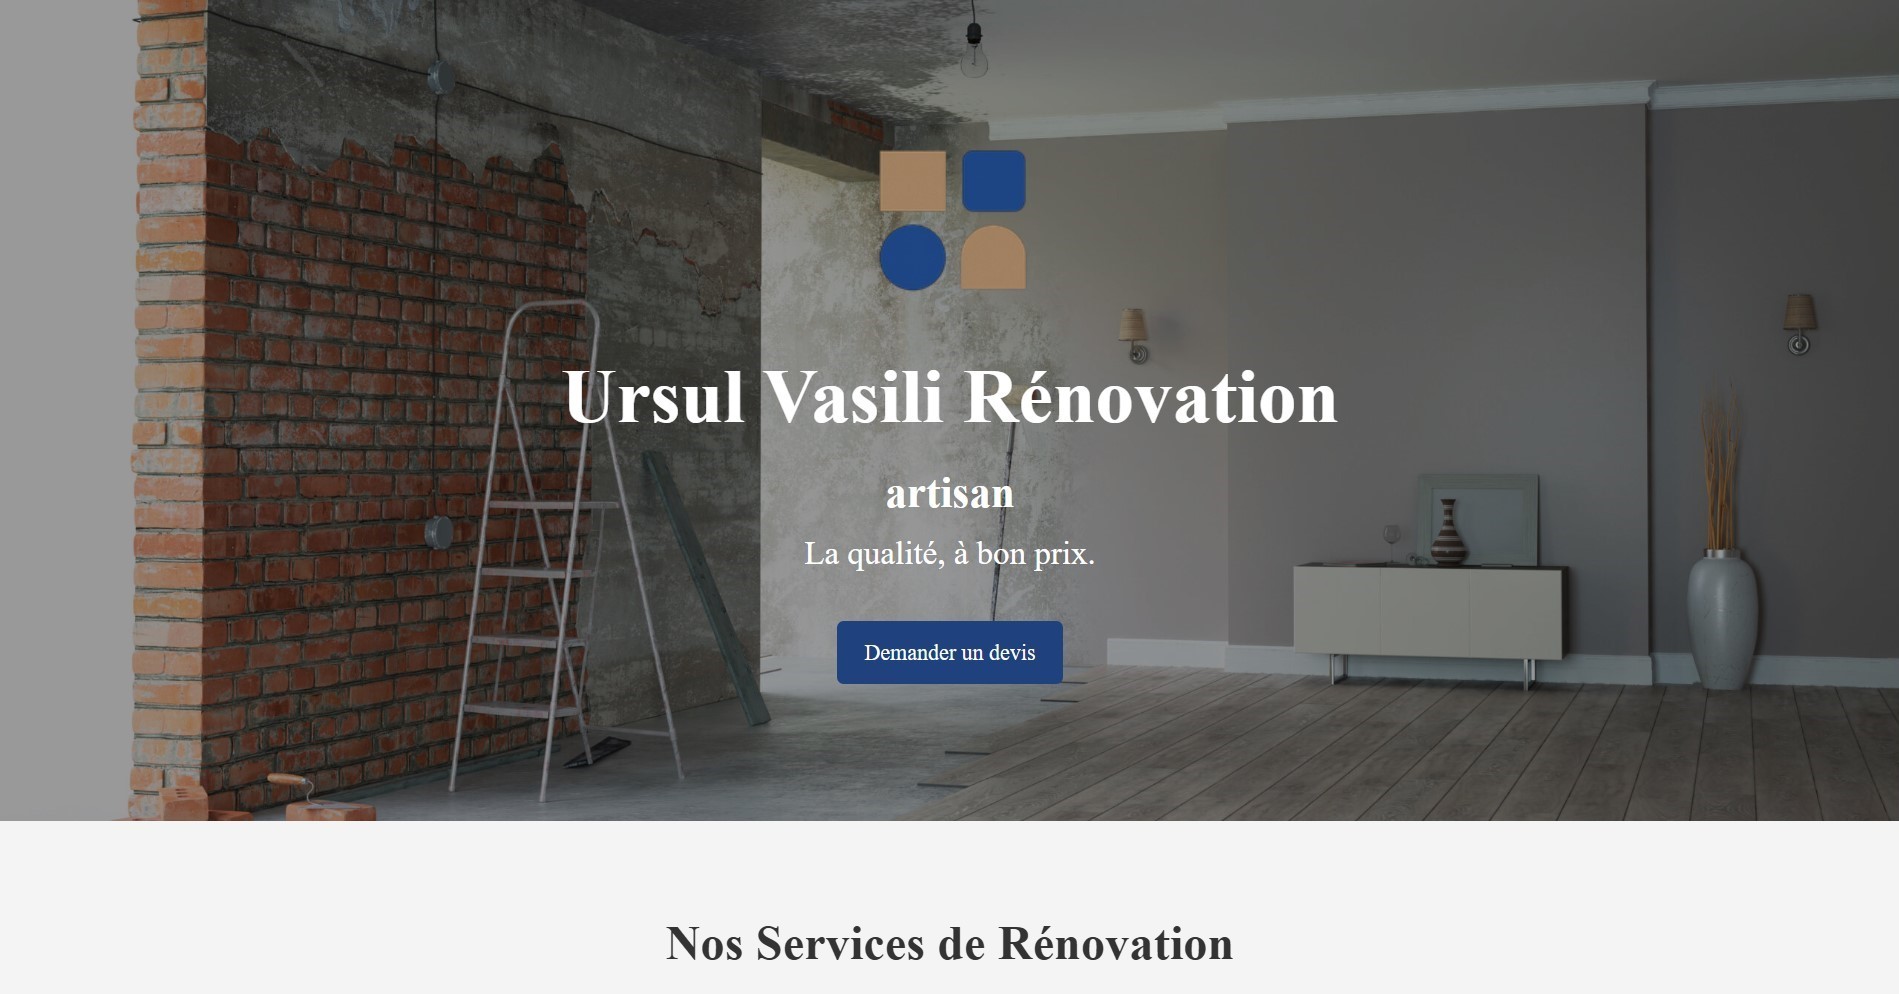 Ursul Vasili Rénovation
artisan
La qualité, à bon prix.
Demander un devis
Nos Services de Rénovation